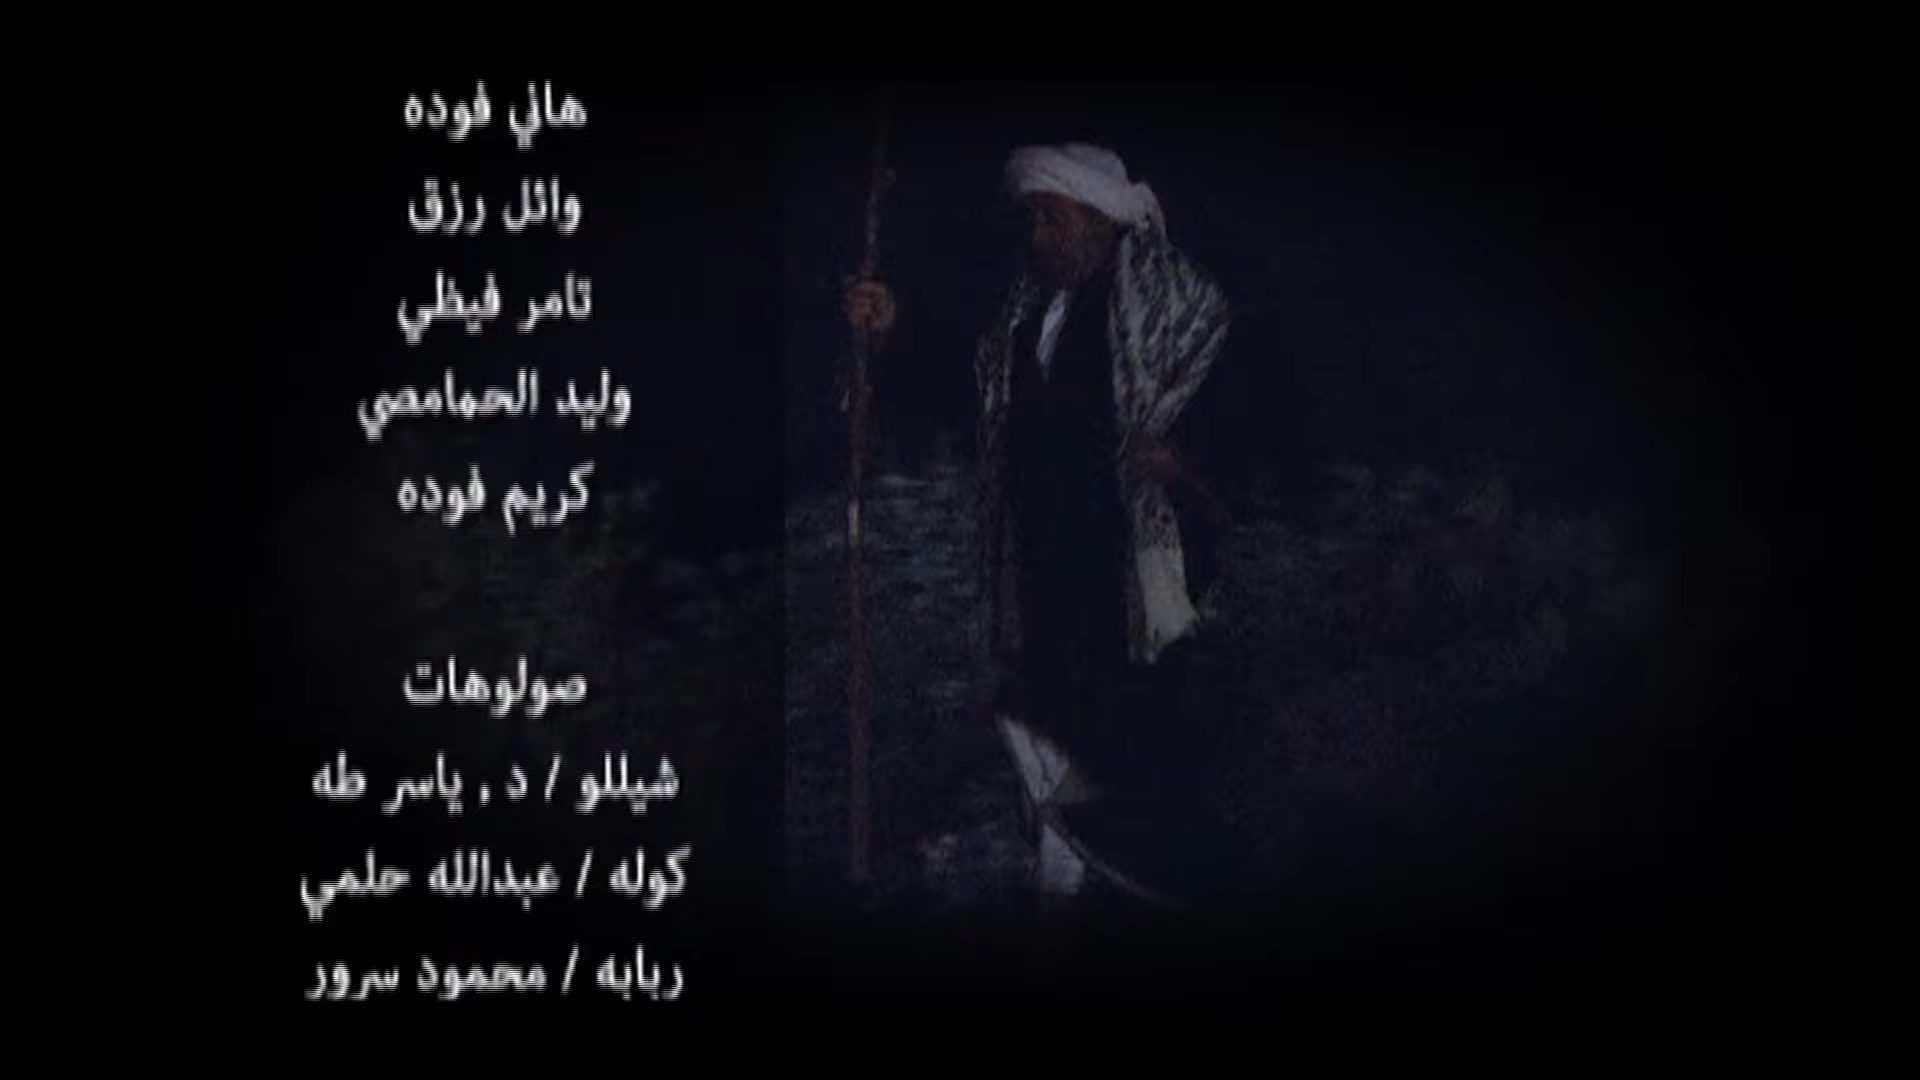 هاني فوده
وائل رزق
تامر فيظي
وليد الحمامصي
كريم فوده
صولوهات
شيللو / د . ياسر طه
كوله / عبدالله حلمي
ربابه / محمود سرور